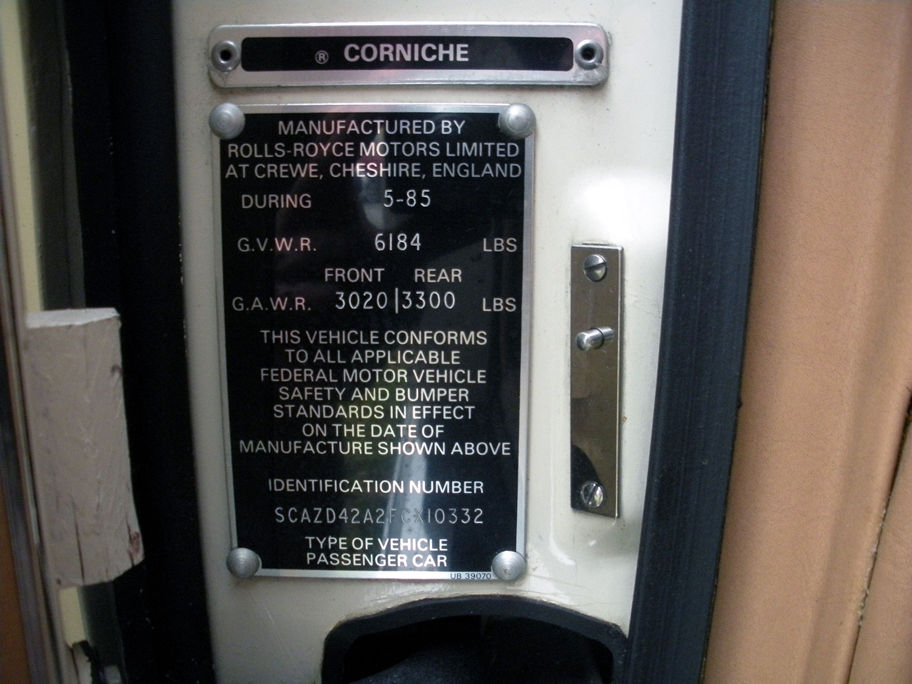 ® CORNICHE
MANUFACTURED BY
ROLLS-ROYCE MOTORS LIMITED
AT CREWE, CHESHIRE, ENGLAND
DURING 5-85
G.V.W.R. 6184 LBS
FRONT REAR
G.A.W.R. 3020|3300 LBS
THIS VEHICLE CONFORMS
TO ALL APPLICABLE
FEDERAL MOTOR VEHICLE
SAFETY AND BUMPER
STANDARDS IN EFFECT
ON THE DATE OF
MANUFACTURE SHOWN ABOVE
IDENTIFICATION NUMBER
SCAZD42A2FCX10332
TYPE OF VEHICLE
PASSENGER CAR
UB 39070